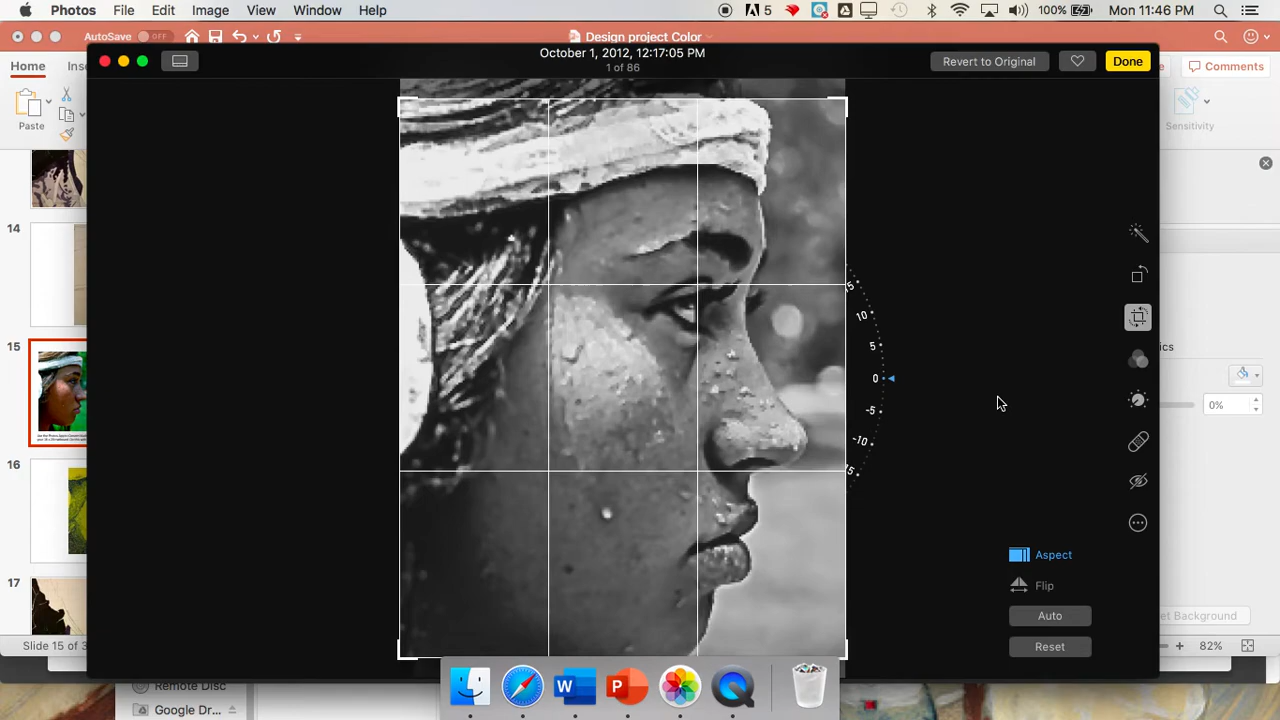 Photos File Edit Image View Window Help 5 100% Mon 11:46 PM
AutoSave OFF Design project Color
October 1, 2012, 12:17:05 PM
1 of 86
Revert to Original
Done
Home
Comments
Paste
Sensitivity
14
15
16
17
15
10
5
0
-5
-10
15
0%
Aspect
Flip
Auto
Reset
Slide 15 of 3
82%
Remote Disc
Google Dr...